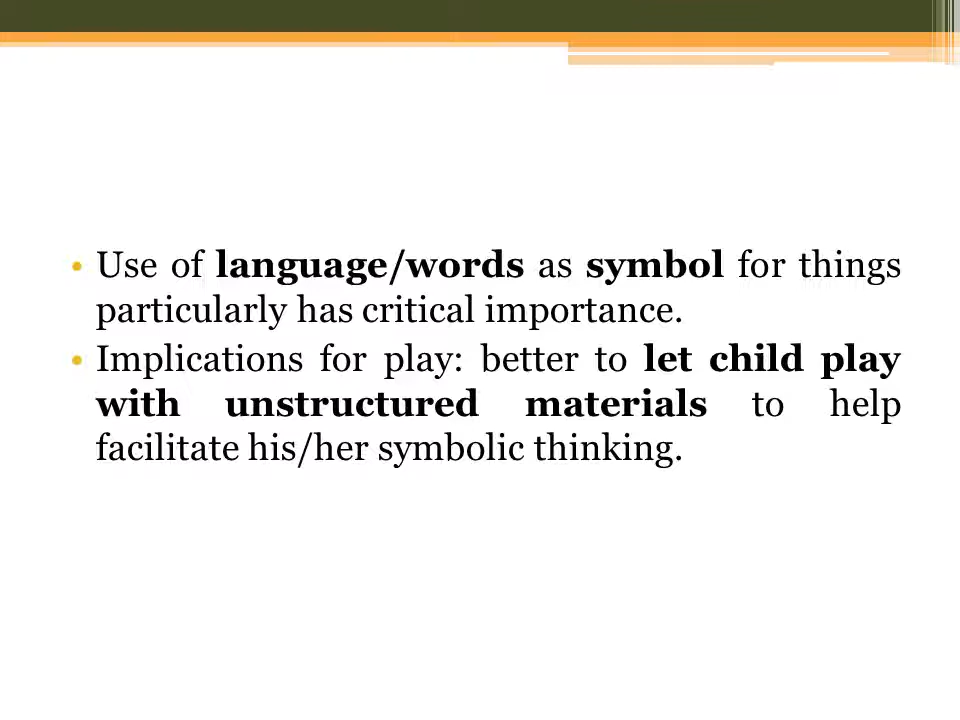 • Use of language/words as symbol for things
particularly has critical importance.
• Implications for play: better to let child play
with unstructured materials to help
facilitate his/her symbolic thinking.